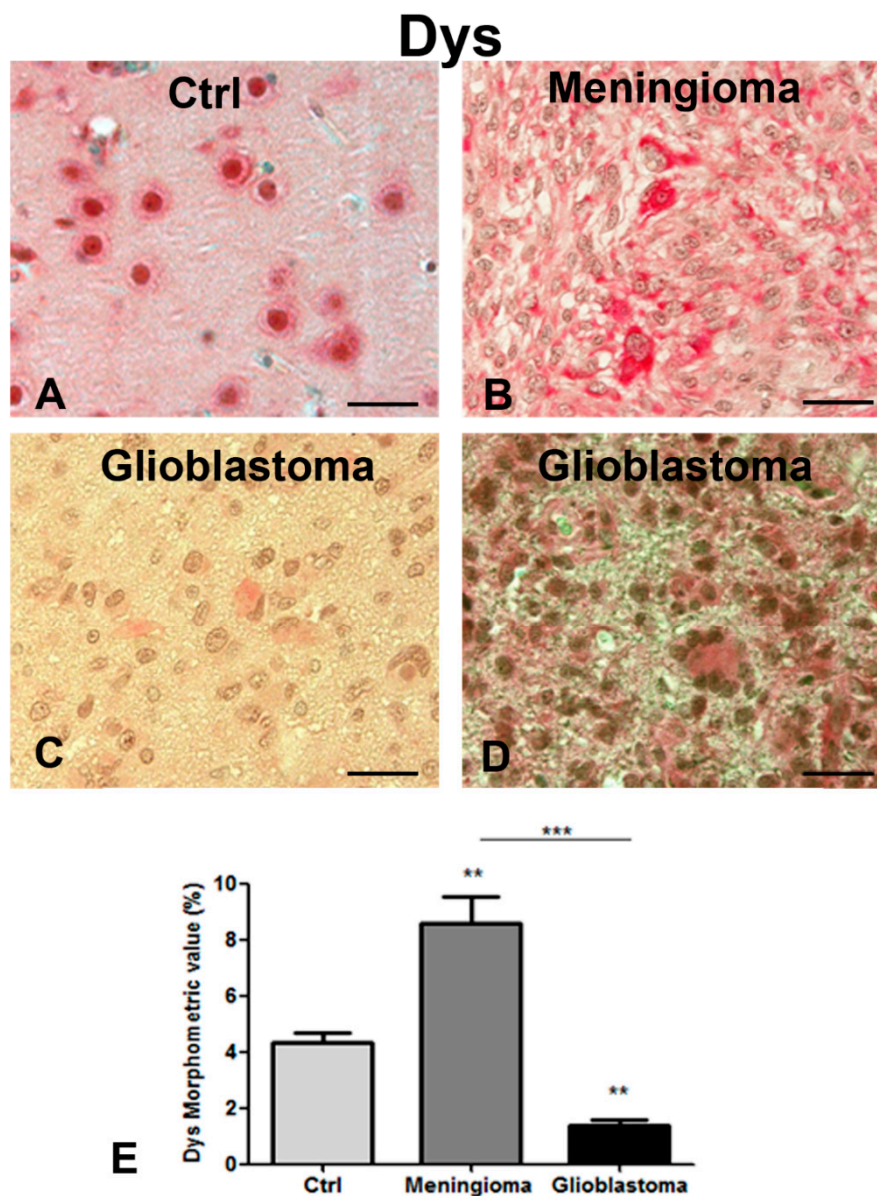 Dys
Ctrl
Meningioma
A
B
Glioblastoma
Glioblastoma
C
D
***
Dys Morphometric value (%)
10
8
6
4
2
0
**
**
E
Ctrl
Meningioma
Glioblastoma